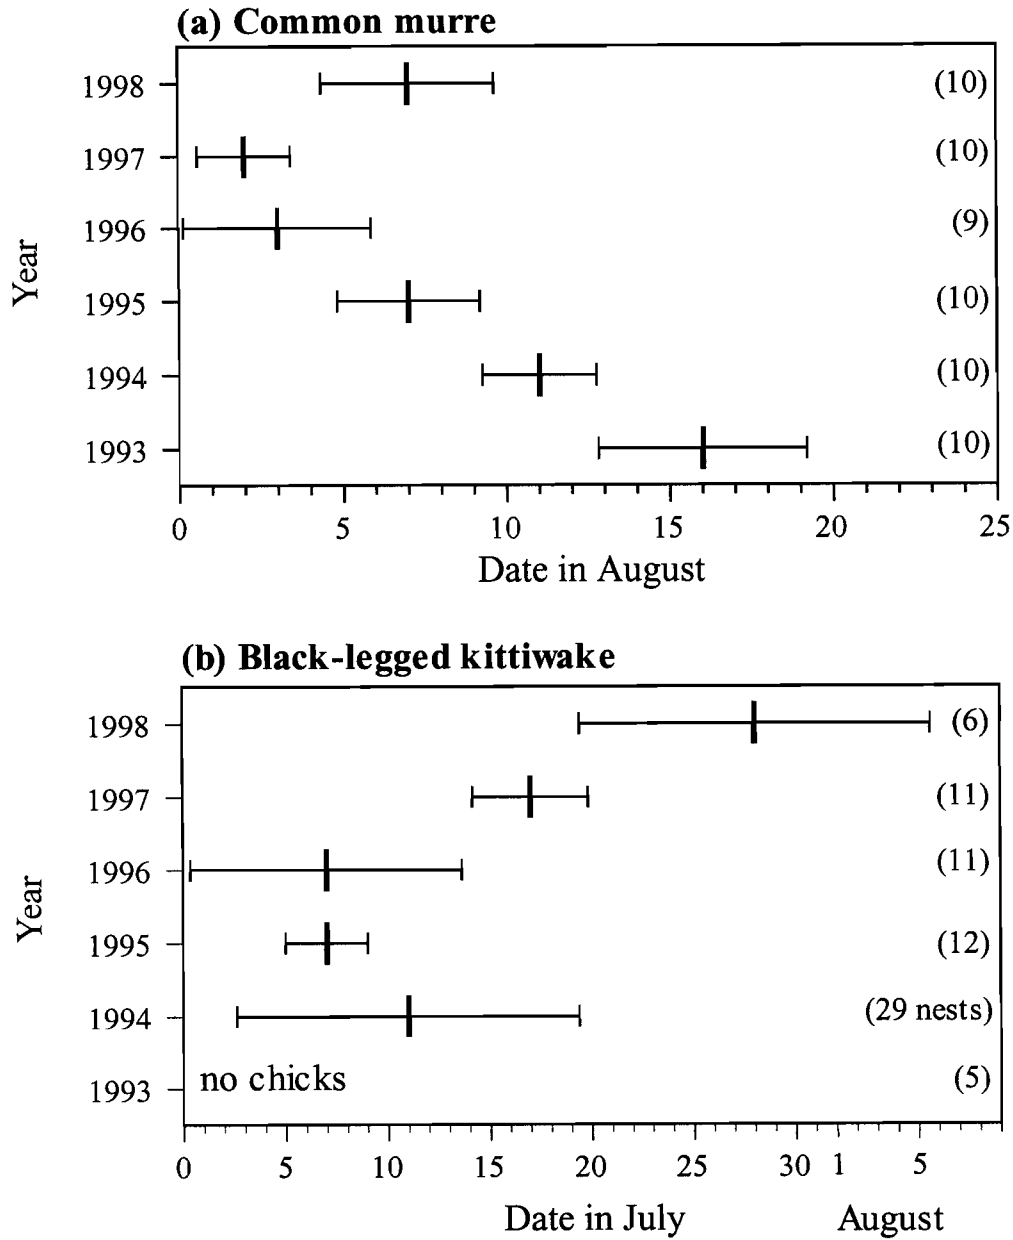 (a) Common murre
1998 (10)
1997 (10)
1996 (9)
1995 (10)
1994 (10)
1993 (10)
Year
0 5 10 15 20 25
Date in August
(b) Black-legged kittiwake
1998 (6)
1997 (11)
1996 (11)
1995 (12)
1994 (29 nests)
1993 no chicks (5)
Year
0 5 10 15 20 25 30 1 5
Date in July August